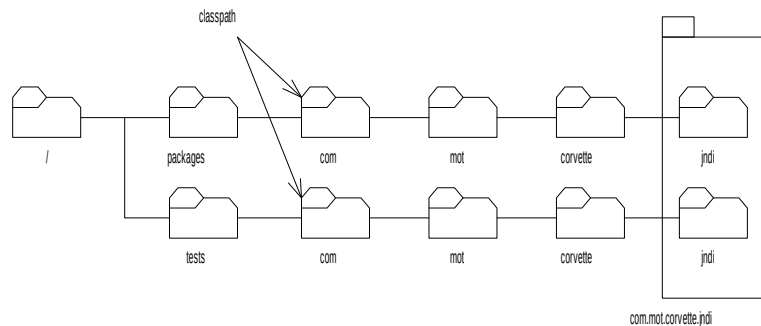 classpath
/ packages com mot corvette jndi
tests com mot corvette jndi
com.mot.corvette.jndi